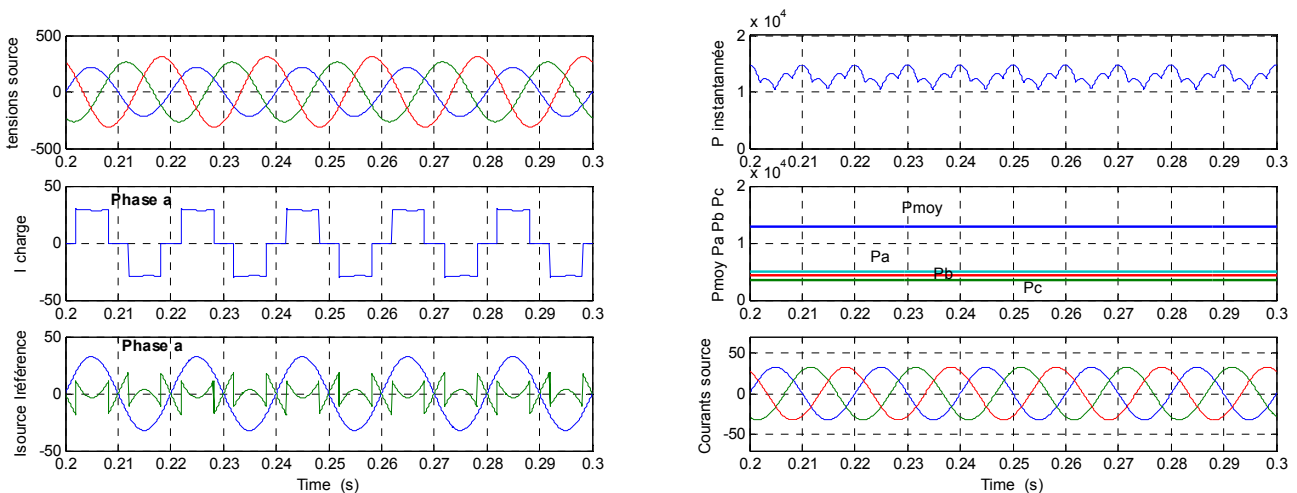 tensions source
500
0
-500
0.2 0.21 0.22 0.23 0.24 0.25 0.26 0.27 0.28 0.29 0.3
I charge
50
0
-50
Phase a
0.2 0.21 0.22 0.23 0.24 0.25 0.26 0.27 0.28 0.29 0.3
Isource Iréférence
50
0
-50
Phase a
0.2 0.21 0.22 0.23 0.24 0.25 0.26 0.27 0.28 0.29 0.3
Time (s)
x 10^4
P instantannée
2
1
0
0.2 0.21 0.22 0.23 0.24 0.25 0.26 0.27 0.28 0.29 0.3
x 10^4
Pmoy Pa Pb Pc
2
1
0
Pmoy
Pa
Pb
Pc
0.2 0.21 0.22 0.23 0.24 0.25 0.26 0.27 0.28 0.29 0.3
Courants source
50
0
-50
0.2 0.21 0.22 0.23 0.24 0.25 0.26 0.27 0.28 0.29 0.3
Time (s)